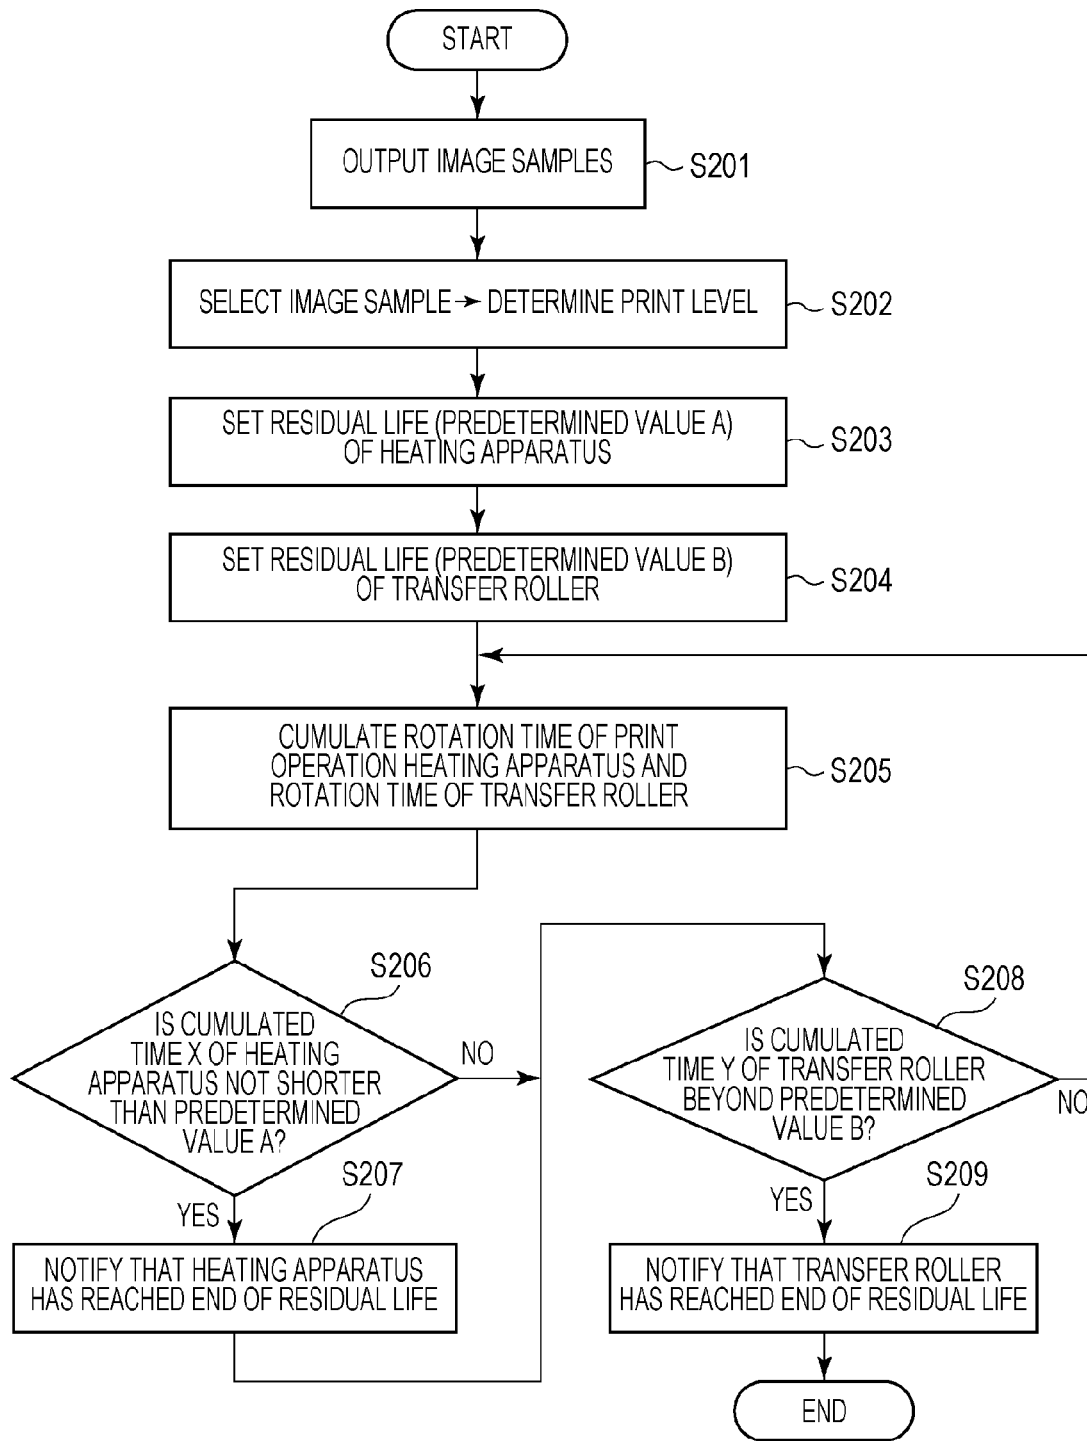 START
OUTPUT IMAGE SAMPLES
S201
SELECT IMAGE SAMPLE → DETERMINE PRINT LEVEL
S202
SET RESIDUAL LIFE (PREDETERMINED VALUE A)
OF HEATING APPARATUS
S203
SET RESIDUAL LIFE (PREDETERMINED VALUE B)
OF TRANSFER ROLLER
S204
CUMULATE ROTATION TIME OF PRINT
OPERATION HEATING APPARATUS AND
ROTATION TIME OF TRANSFER ROLLER
S205
S206
IS CUMULATED
TIME X OF HEATING
APPARATUS NOT SHORTER
THAN PREDETERMINED
VALUE A?
NO
YES
S207
NOTIFY THAT HEATING APPARATUS
HAS REACHED END OF RESIDUAL LIFE
S208
IS CUMULATED
TIME Y OF TRANSFER ROLLER
BEYOND PREDETERMINED
VALUE B?
NO
YES
S209
NOTIFY THAT TRANSFER ROLLER
HAS REACHED END OF RESIDUAL LIFE
END